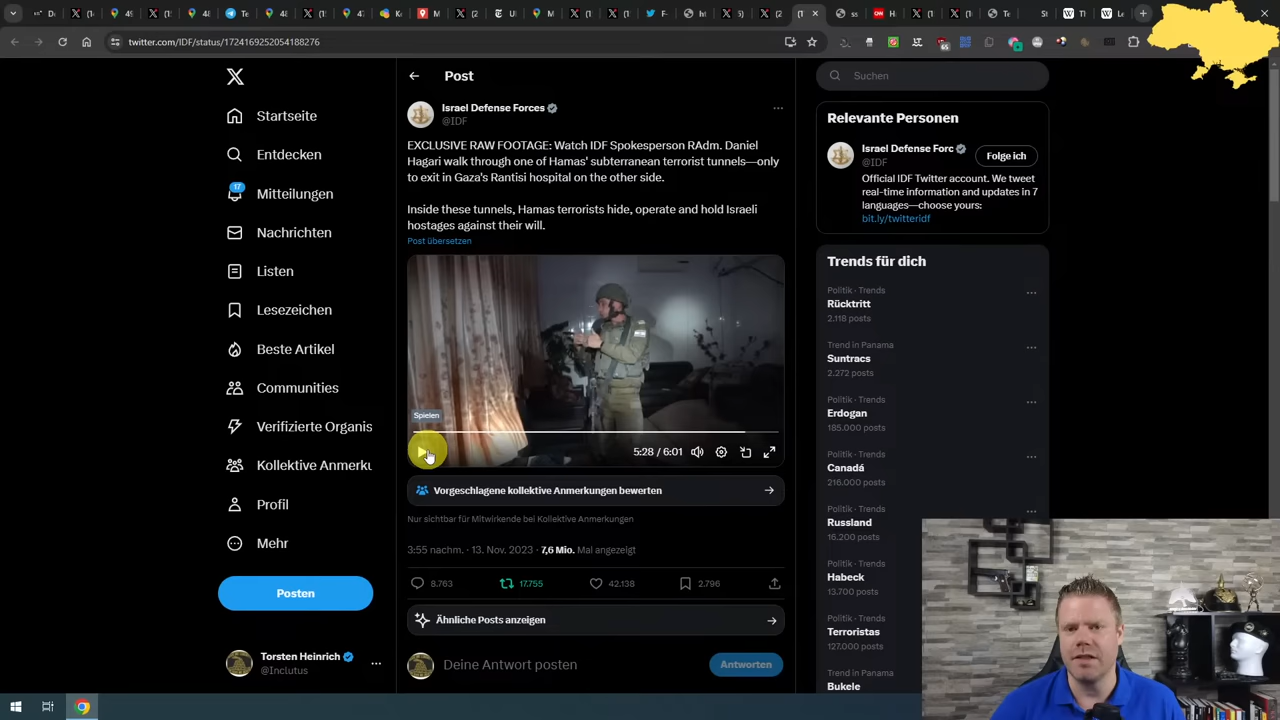 twitter.com/IDF/status/1724169252054188276
Post
Suchen
Startseite
Entdecken
17
Mitteilungen
Nachrichten
Listen
Lesezeichen
Beste Artikel
Communities
Verifizierte Organis
Kollektive Anmerku
Profil
Mehr
Posten
Torsten Heinrich
@Inclutus
Israel Defense Forces
@IDF
EXCLUSIVE RAW FOOTAGE: Watch IDF Spokesperson RAdm. Daniel
Hagari walk through one of Hamas' subterranean terrorist tunnels—only
to exit in Gaza's Rantisi hospital on the other side.
Inside these tunnels, Hamas terrorists hide, operate and hold Israeli
hostages against their will.
Post übersetzen
Spielen
5:28 / 6:01
Vorgeschlagene kollektive Anmerkungen bewerten
Nur sichtbar für Mitwirkende bei Kollektive Anmerkungen
3:55 nachm. · 13. Nov. 2023 · 7,6 Mio. Mal angezeigt
8.763 17.755 42.138 2.796
Ähnliche Posts anzeigen
Deine Antwort posten
Antworten
Relevante Personen
Israel Defense Forc
@IDF
Folge ich
Official IDF Twitter account. We tweet
real-time information and updates in 7
languages—choose yours:
bit.ly/twitteridf
Trends für dich
Politik · Trends
Rücktritt
2.118 posts
Trend in Panama
Suntracs
2.272 posts
Politik · Trends
Erdogan
185.000 posts
Politik · Trends
Canadá
216.000 posts
Politik · Trends
Russland
16.200 posts
Politik · Trends
Habeck
13.700 posts
Politik · Trends
Terroristas
127.000 posts
Trend in Panama
Bukele